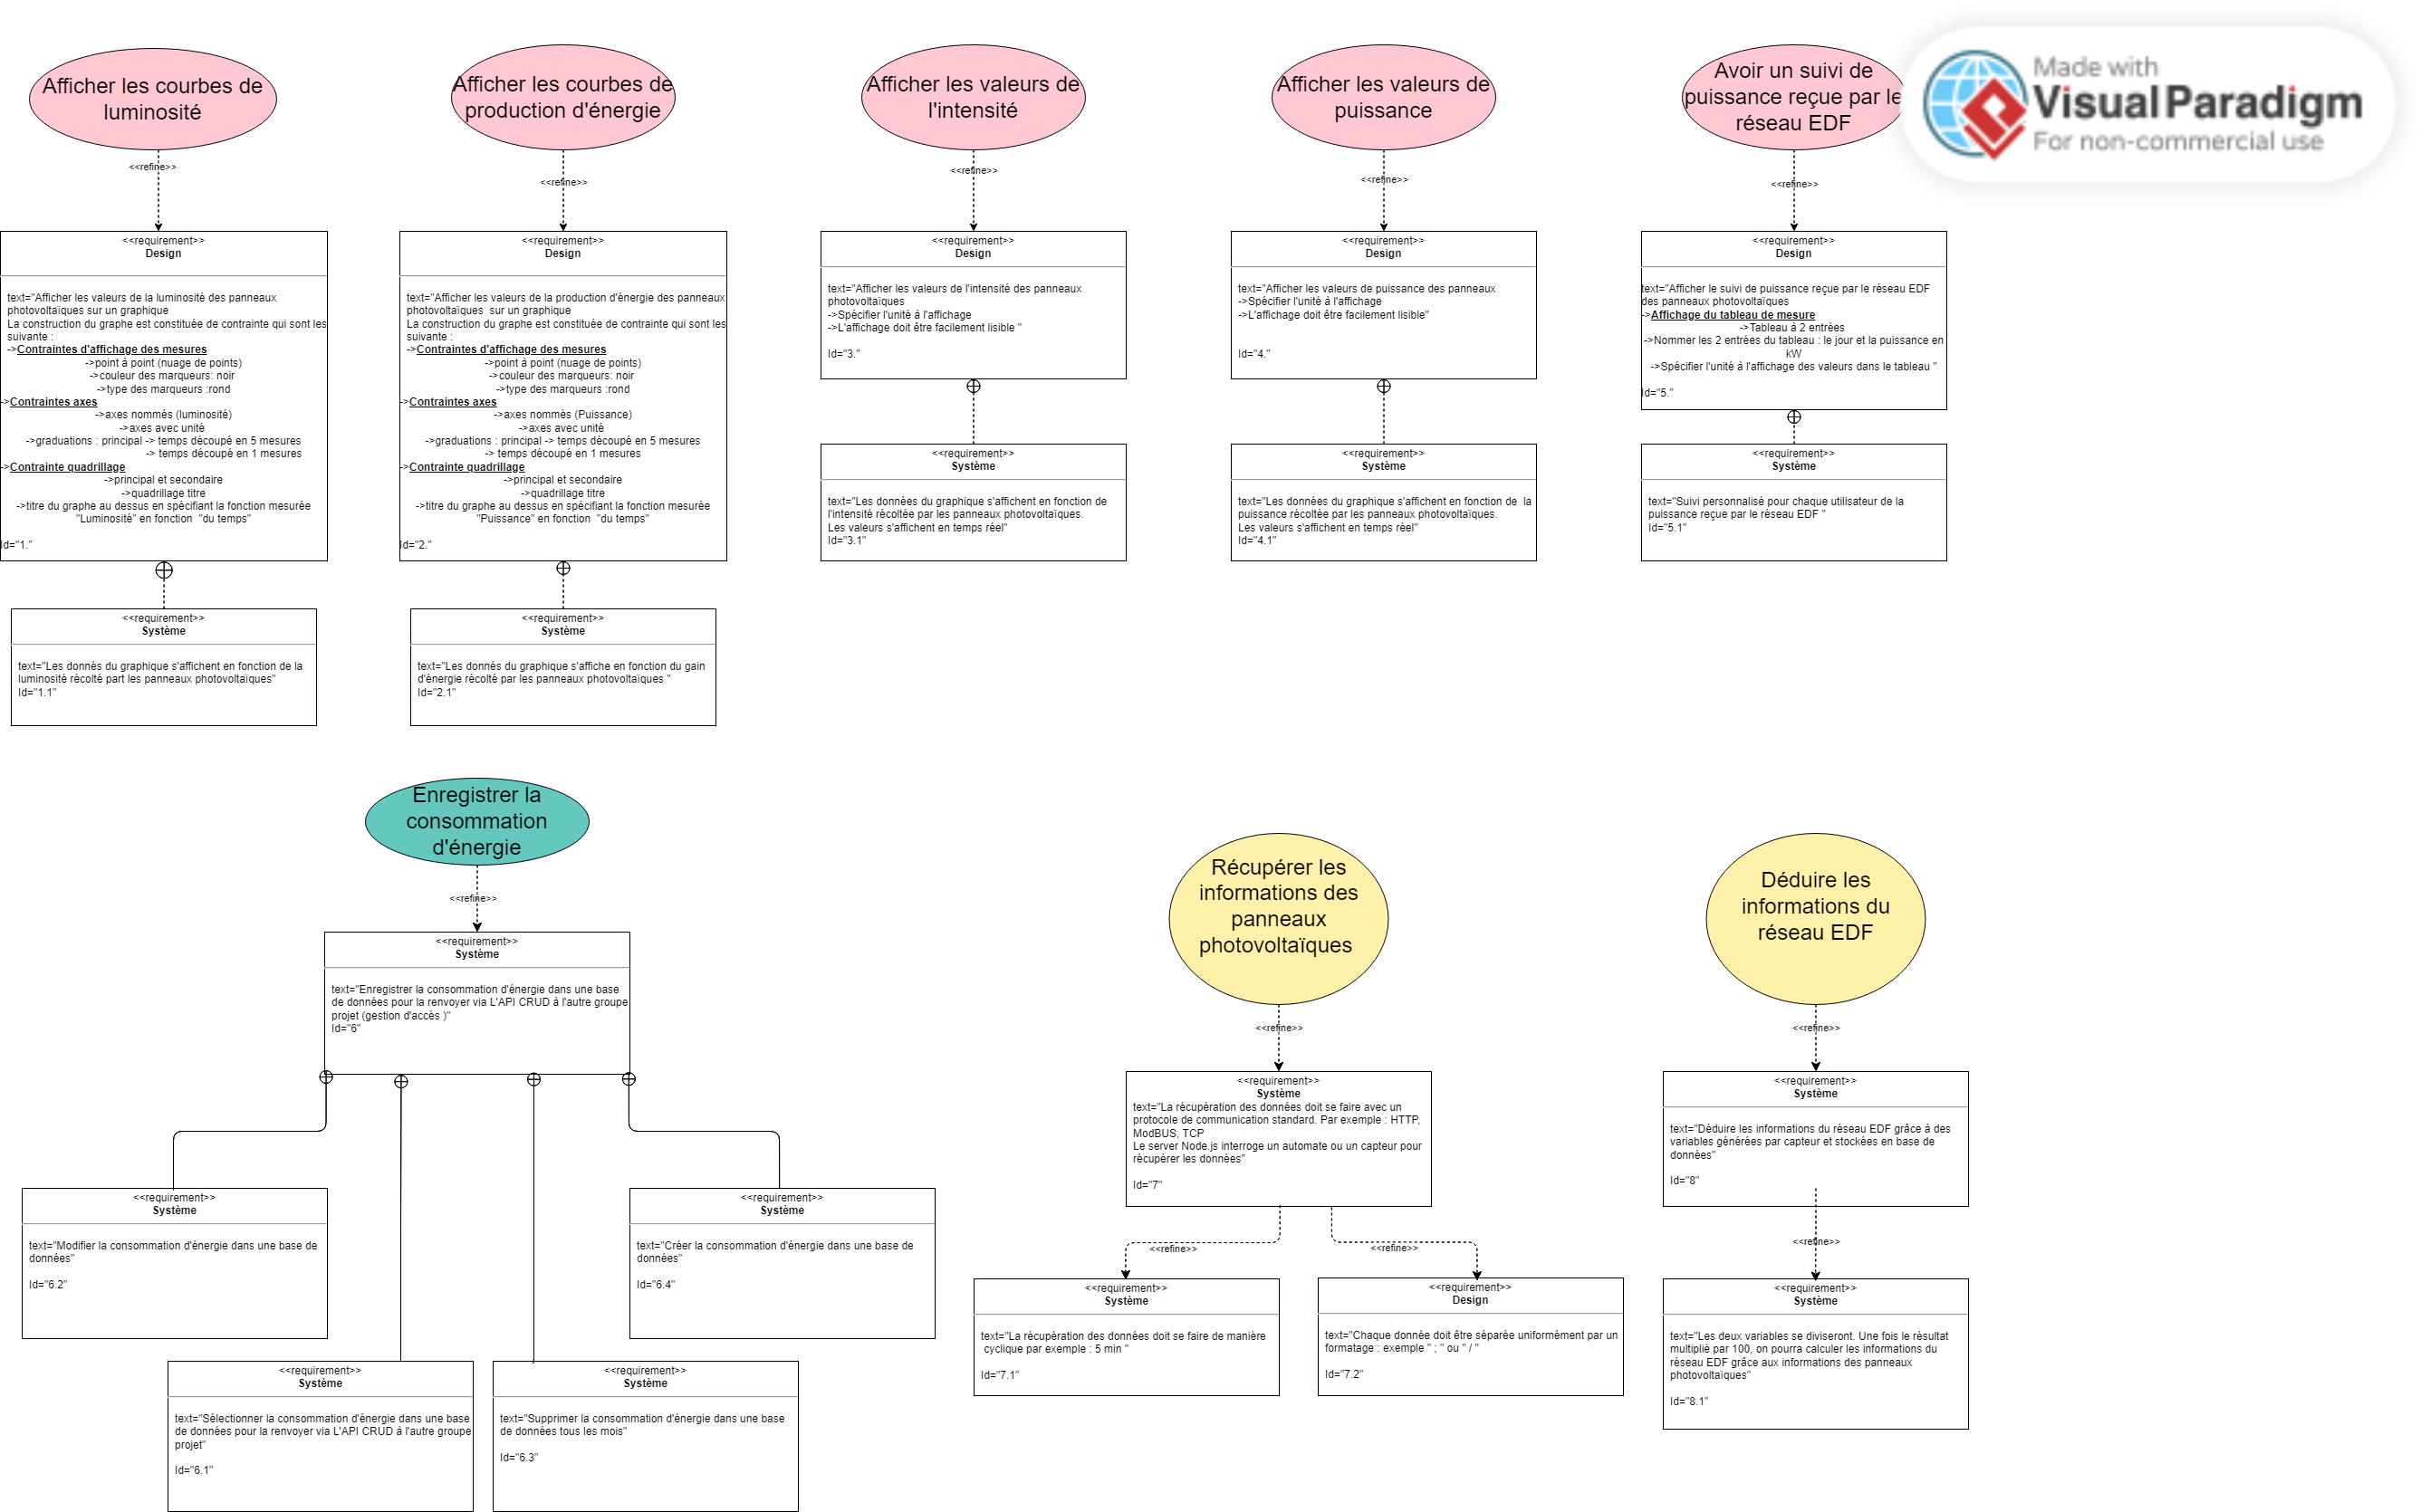 Afficher les courbes de
luminosité
<<refine>>
<<requirement>>
Design
text="Afficher les valeurs de la luminosité des panneaux
photovoltaïques sur un graphique
La construction du graphe est constituée de contrainte qui sont les
suivante :
->Contraintes d'affichage des mesures
->point à point (nuage de points)
->couleur des marqueurs: noir
->type des marqueurs :rond
->Contraintes axes
->axes nommés (luminosité)
->axes avec unité
->graduations : principal -> temps découpé en 5 mesures
-> temps découpé en 1 mesures
->Contrainte quadrillage
->principal et secondaire
->quadrillage titre
->titre du graphe au dessus en spécifiant la fonction mesurée
"Luminosité" en fonction  "du temps"
Id="1."
<<requirement>>
Système
text="Les donnés du graphique s'affichent en fonction de la
luminosité récolté part les panneaux photovoltaïques"
Id="1.1"
Afficher les courbes de
production d'énergie
<<refine>>
<<requirement>>
Design
text="Afficher les valeurs de la production d'énergie des panneaux
photovoltaïques  sur un graphique
La construction du graphe est constituée de contrainte qui sont les
suivante :
->Contraintes d'affichage des mesures
->point à point (nuage de points)
->couleur des marqueurs: noir
->type des marqueurs :rond
->Contraintes axes
->axes nommés (Puissance)
->axes avec unité
->graduations : principal -> temps découpé en 5 mesures
-> temps découpé en 1 mesures
->Contrainte quadrillage
->principal et secondaire
->quadrillage titre
->titre du graphe au dessus en spécifiant la fonction mesurée
"Puissance" en fonction  "du temps"
Id="2."
<<requirement>>
Système
text="Les donnés du graphique s'affiche en fonction du gain
d'énergie récolté par les panneaux photovoltaïques "
Id="2.1"
Afficher les valeurs de
l'intensité
<<refine>>
<<requirement>>
Design
text="Afficher les valeurs de l'intensité des panneaux
photovoltaïques
->Spécifier l'unité à l'affichage
->L'affichage doit être facilement lisible "
Id="3."
<<requirement>>
Système
text="Les données du graphique s'affichent en fonction de
l'intensité récoltée par les panneaux photovoltaïques.
Les valeurs s'affichent en temps réel"
Id="3.1"
Afficher les valeurs de
puissance
<<refine>>
<<requirement>>
Design
text="Afficher les valeurs de puissance des panneaux
->Spécifier l'unité à l'affichage
->L'affichage doit être facilement lisible"
Id="4."
<<requirement>>
Système
text="Les données du graphique s'affichent en fonction de  la
puissance récoltée par les panneaux photovoltaïques.
Les valeurs s'affichent en temps réel"
Id="4.1"
Avoir un suivi de
puissance reçue par le
réseau EDF
<<refine>>
<<requirement>>
Design
text="Afficher le suivi de puissance reçue par le réseau EDF
des panneaux photovoltaïques
->Affichage du tableau de mesure
->Tableau à 2 entrées
->Nommer les 2 entrées du tableau : le jour et la puissance en
kW
->Spécifier l'unité à l'affichage des valeurs dans le tableau "
Id="5."
<<requirement>>
Système
text="Suivi personnalisé pour chaque utilisateur de la
puissance reçue par le réseau EDF "
Id="5.1"
Made with
Visual Paradigm
For non-commercial use
Enregistrer la
consommation
d'énergie
<<refine>>
<<requirement>>
Système
text="Enregistrer la consommation d'énergie dans une base
de données pour la renvoyer via L'API CRUD à l'autre groupe
projet (gestion d'accès )"
Id="6"
<<requirement>>
Système
text="Modifier la consommation d'énergie dans une base de
données"
Id="6.2"
<<requirement>>
Système
text="Créer la consommation d'énergie dans une base de
données"
Id="6.4"
<<requirement>>
Système
text="Sélectionner la consommation d'énergie dans une base
de données pour la renvoyer via L'API CRUD à l'autre groupe
projet"
Id="6.1"
<<requirement>>
Système
text="Supprimer la consommation d'énergie dans une base
de données tous les mois"
Id="6.3"
Récupérer les
informations des
panneaux
photovoltaïques
<<refine>>
<<requirement>>
Système
text="La récupération des données doit se faire avec un
protocole de communication standard. Par exemple : HTTP,
ModBUS, TCP
Le server Node.js interroge un automate ou un capteur pour
récupérer les données"
Id="7"
<<refine>>
<<refine>>
<<requirement>>
Système
text="La récupération des données doit se faire de manière
cyclique par exemple : 5 min "
Id="7.1"
<<requirement>>
Design
text="Chaque donnée doit être séparée uniformément par un
formatage : exemple " ; " ou " / "
Id="7.2"
Déduire les
informations du
réseau EDF
<<refine>>
<<requirement>>
Système
text="Déduire les informations du réseau EDF grâce à des
variables générées par capteur et stockées en base de
données"
Id="8"
<<refine>>
<<requirement>>
Système
text="Les deux variables se diviseront. Une fois le résultat
multiplié par 100, on pourra calculer les informations du
réseau EDF grâce aux informations des panneaux
photovoltaïques"
Id="8.1"